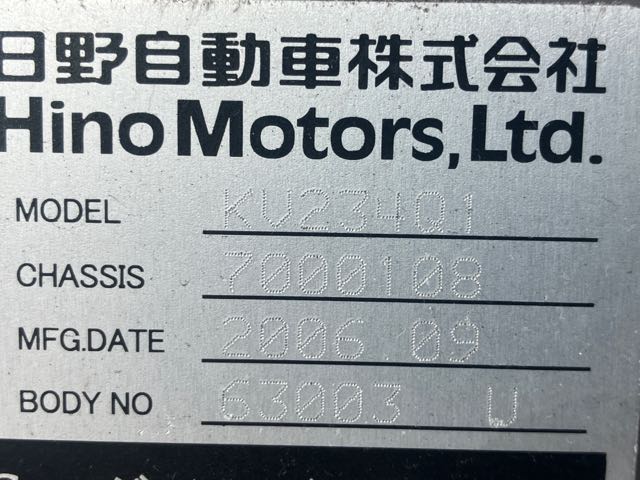 日野自動車株式会社
Hino Motors, Ltd.
MODEL KV234Q1
CHASSIS 7000108
MFG.DATE 2006 09
BODY NO 63003 W